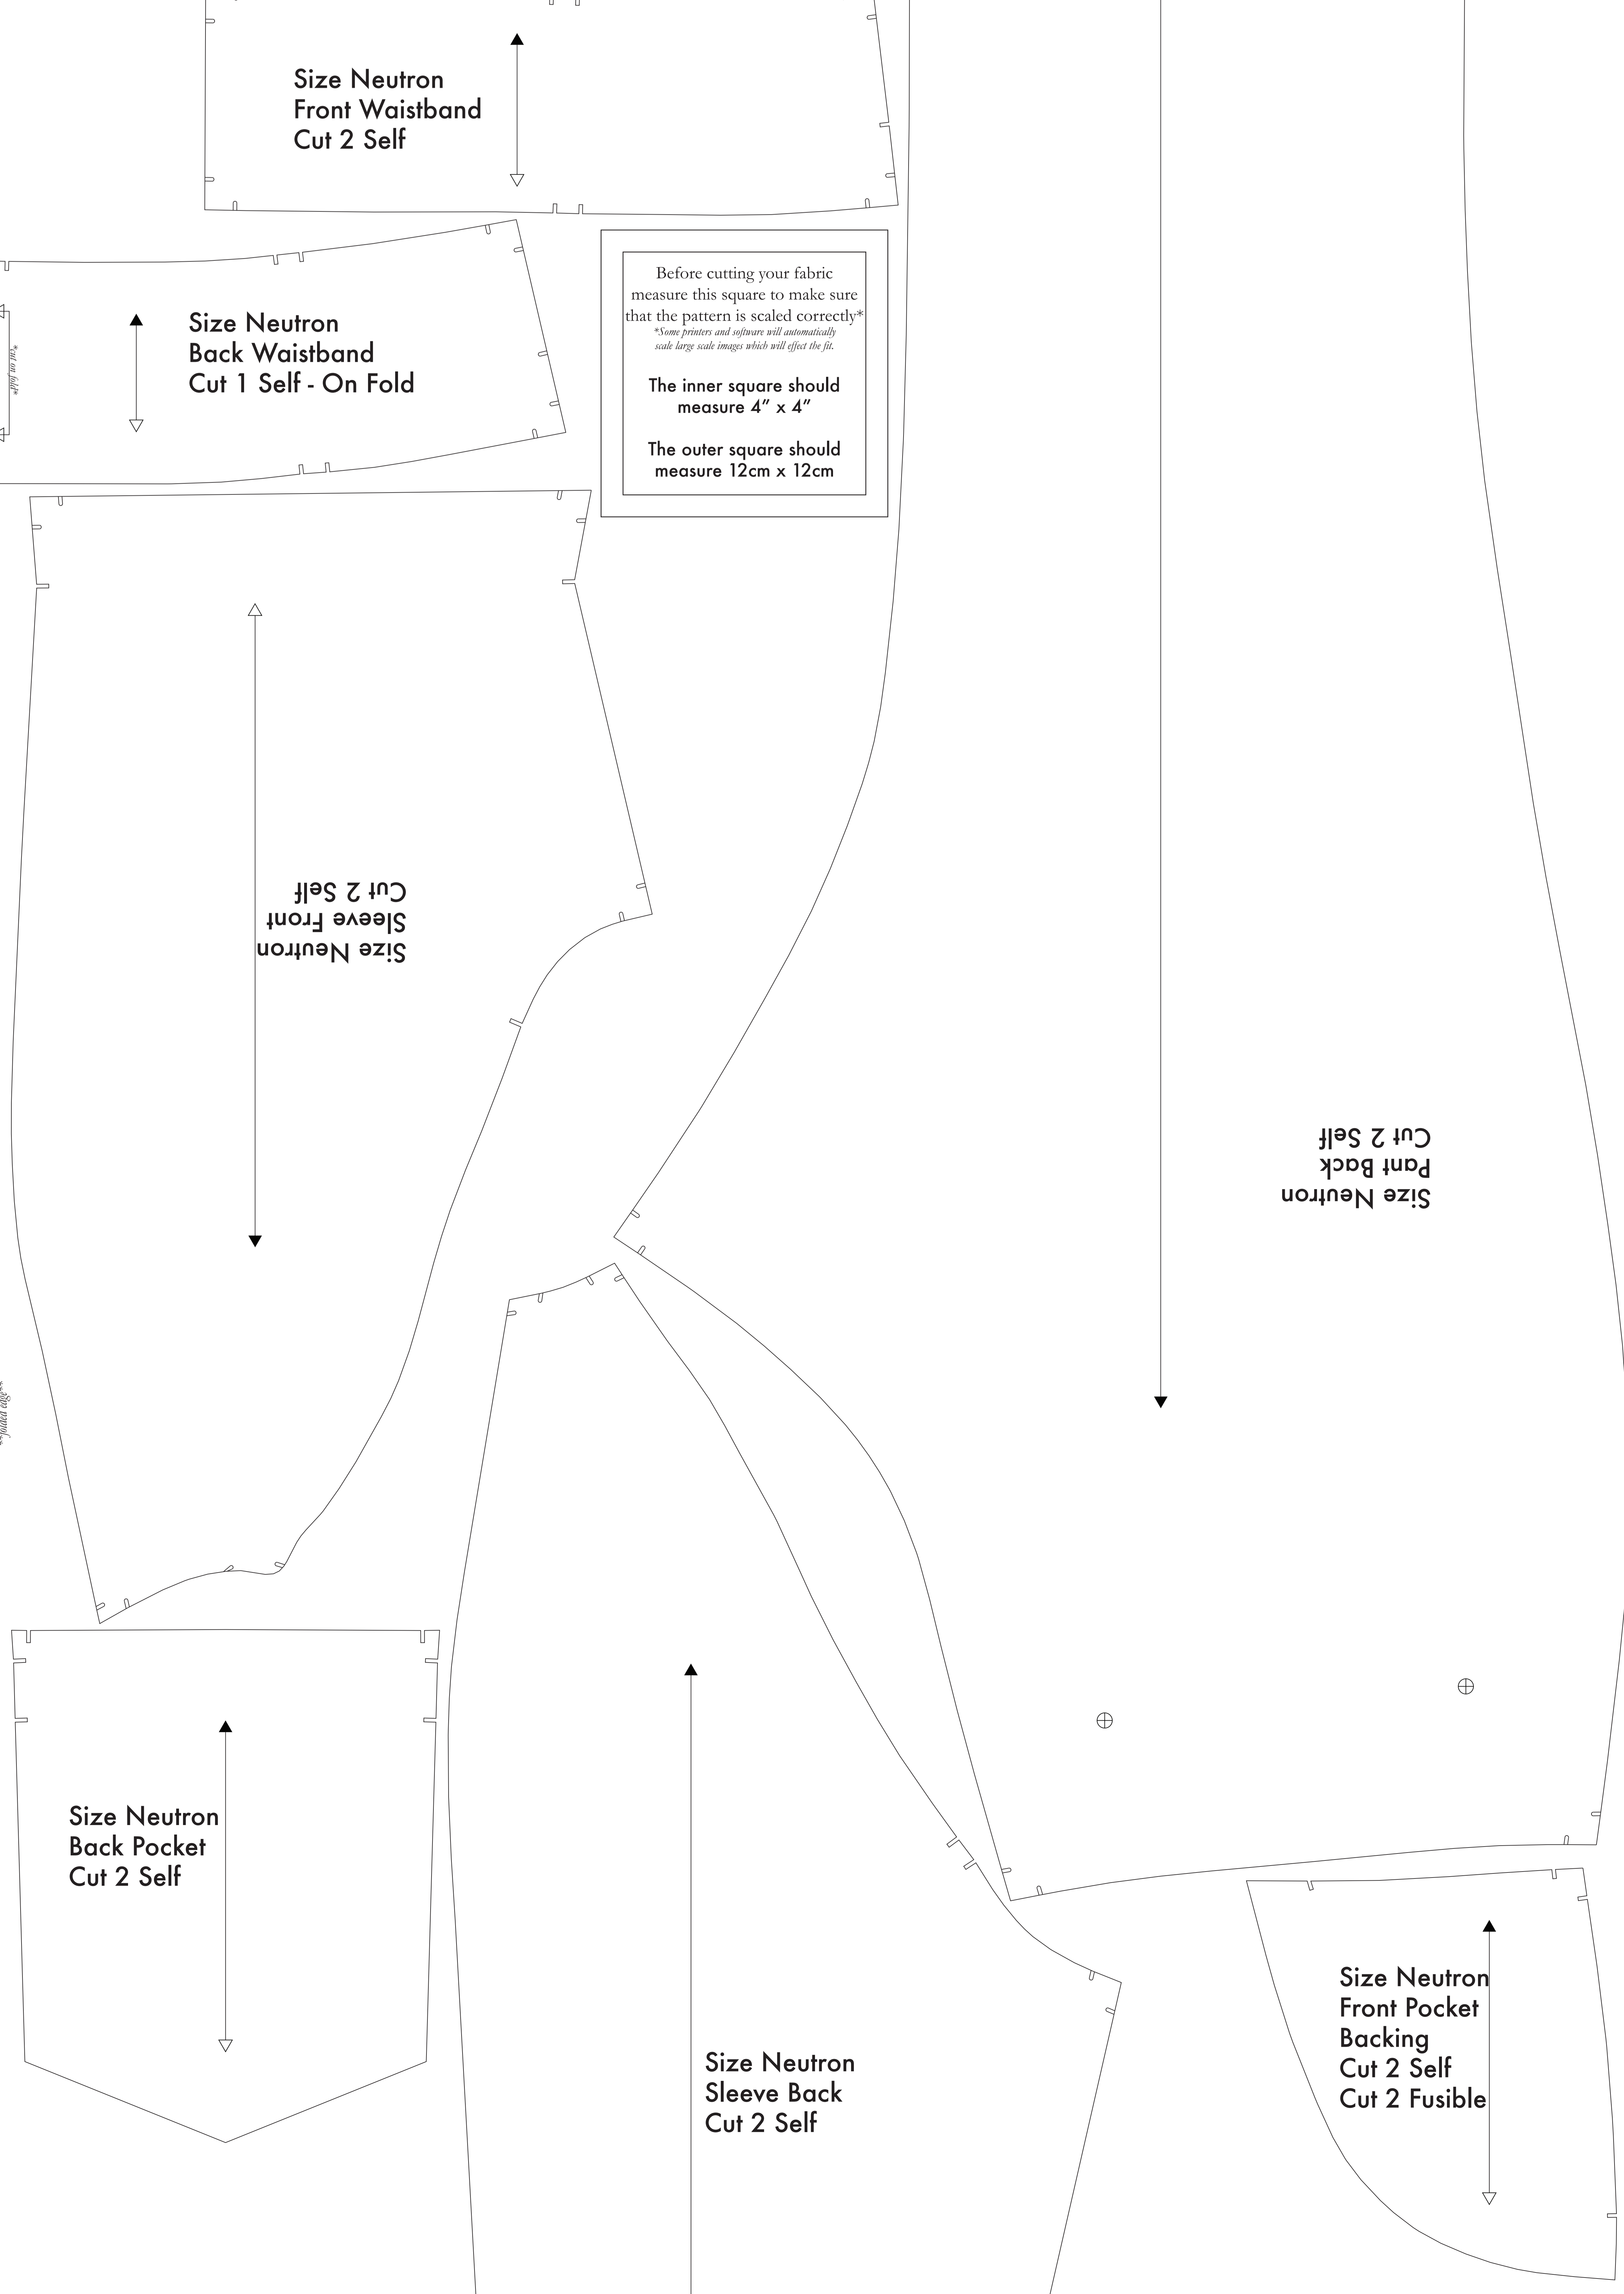 Size Neutron
Front Waistband
Cut 2 Self
Before cutting your fabric
measure this square to make sure
that the pattern is scaled correctly*
*Some printers and software will automatically
scale large scale images which will effect the fit.
The inner square should
measure 4” x 4”
The outer square should
measure 12cm x 12cm
*cut on fold*
Size Neutron
Back Waistband
Cut 1 Self - On Fold
Size Neutron
Sleeve Front
Cut 2 Self
Size Neutron
Pant Back
Cut 2 Self
**folded edge**
Size Neutron
Back Pocket
Cut 2 Self
Size Neutron
Sleeve Back
Cut 2 Self
Size Neutron
Front Pocket
Backing
Cut 2 Self
Cut 2 Fusible